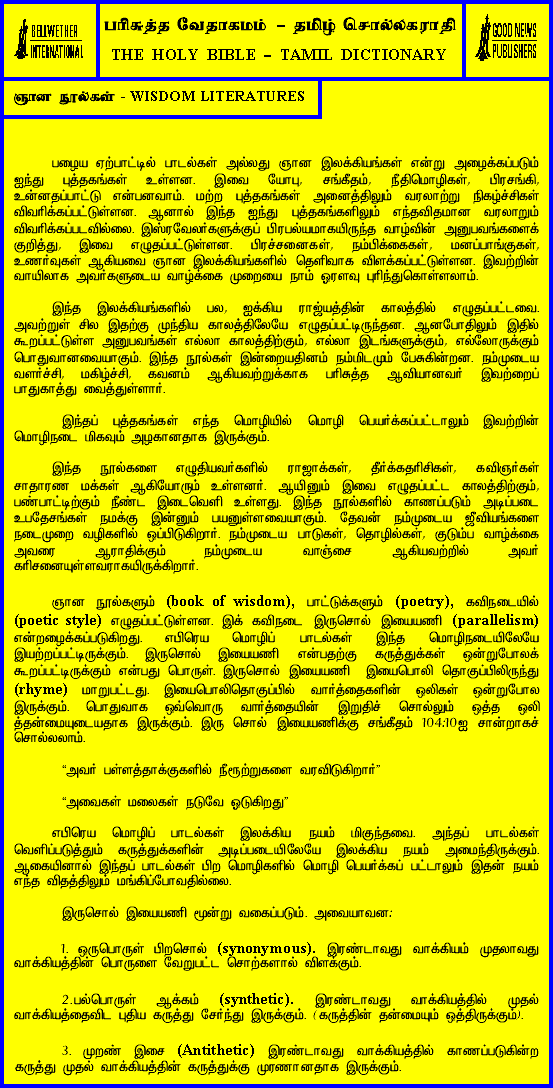 BELLWETHER
INTERNATIONAL
பரிசுத்த வேதாகமம் – தமிழ் சொல்லகராதி
THE HOLY BIBLE – TAMIL DICTIONARY
GOOD NEWS
PUBLISHERS
ஞான நூல்கள் - WISDOM LITERATURES
பழைய ஏற்பாட்டில் பாடல்கள் அல்லது ஞான இலக்கியங்கள் என்று அழைக்கப்படும்
ஐந்து புத்தகங்கள் உள்ளன. இவை யோபு, சங்கீதம், நீதிமொழிகள், பிரசங்கி,
உன்னதப்பாட்டு என்பனவாம். மற்ற புத்தகங்கள் அனைத்திலும் வரலாற்று நிகழ்ச்சிகள்
விவரிக்கப்பட்டுள்ளன. ஆனால் இந்த ஐந்து புத்தகங்களிலும் எந்தவிதமான வரலாறும்
விவரிக்கப்படவில்லை. இஸ்ரவேலர்களுக்குப் பிரபல்யமாகயிருந்த வாழ்வின் அனுபவங்களைக்
குறித்து, இவை எழுதப்பட்டுள்ளன. பிரச்சனைகள், நம்பிக்கைகள், மனப்பாங்குகள்,
உணர்வுகள் ஆகியவை ஞான இலக்கியங்களில் தெளிவாக விளக்கப்பட்டுள்ளன. இவற்றின்
வாயிலாக அவர்களுடைய வாழ்க்கை முறையை நாம் ஓரளவு புரிந்துகொள்ளலாம்.
இந்த இலக்கியங்களில் பல, ஐக்கிய ராஜ்யத்தின் காலத்தில் எழுதப்பட்டவை.
அவற்றுள் சில இதற்கு முந்திய காலத்திலேயே எழுதப்பட்டிருந்தன. ஆனபோதிலும் இதில்
கூறப்பட்டுள்ள அனுபவங்கள் எல்லா காலத்திற்கும், எல்லா இடங்களுக்கும், எல்லோருக்கும்
பொதுவானவையாகும். இந்த நூல்கள் இன்றையதினம் நம்மிடமும் பேசுகின்றன. நம்முடைய
வளர்ச்சி, மகிழ்ச்சி, கவனம் ஆகியவற்றுக்காக பரிசுத்த ஆவியானவர் இவற்றைப்
பாதுகாத்து வைத்துள்ளார்.
இந்தப் புத்தகங்கள் எந்த மொழியில் மொழி பெயர்க்கப்பட்டாலும் இவற்றின்
மொழிநடை மிகவும் அழகானதாக இருக்கும்.
இந்த நூல்களை எழுதியவர்களில் ராஜாக்கள், தீர்க்கதரிசிகள், கவிஞர்கள்
சாதாரண மக்கள் ஆகியோரும் உள்ளனர். ஆயினும் இவை எழுதப்பட்ட காலத்திற்கும்,
பண்பாட்டிற்கும் நீண்ட இடைவெளி உள்ளது. இந்த நூல்களில் காணப்படும் அடிப்படை
உபதேசங்கள் நமக்கு இன்னும் பயனுள்ளவையாகும். தேவன் நம்முடைய ஜீவியங்களை
நடைமுறை வழிகளில் ஒப்பிடுகிறார். நம்முடைய பாடுகள், தொழில்கள், குடும்ப வாழ்க்கை
அவரை ஆராதிக்கும் நம்முடைய வாஞ்சை ஆகியவற்றில் அவர்
கரிசனையுள்ளவராகயிருக்கிறார்.
ஞான நூல்களும் (book of wisdom), பாட்டுக்களும் (poetry), கவிநடையில்
(poetic style) எழுதப்பட்டுள்ளன. இக் கவிநடை இருசொல் இயையணி (parallelism)
என்றழைக்கப்படுகிறது. எபிரெய மொழிப் பாடல்கள் இந்த மொழிநடையிலேயே
இயற்றப்பட்டிருக்கும். இருசொல் இயையணி என்பதற்கு கருத்துக்கள் ஒன்றுபோலக்
கூறப்பட்டிருக்கும் என்பது பொருள். இருசொல் இயையணி இயைபொலி தொகுப்பிலிருந்து
(rhyme) மாறுபட்டது. இயைபொலிதொகுப்பில் வார்த்தைகளின் ஒலிகள் ஒன்றுபோல
இருக்கும். பொதுவாக ஒவ்வொரு வார்த்தையின் இறுதிச் சொல்லும் ஒத்த ஒலி
த்தன்மையுடையதாக இருக்கும். இரு சொல் இயையணிக்கு சங்கீதம் 104:10ஐ சான்றாகச்
சொல்லலாம்.
“அவர் பள்ளத்தாக்குகளில் நீரூற்றுகளை வரவிடுகிறார்”
“அவைகள் மலைகள் நடுவே ஓடுகிறது”
எபிரெய மொழிப் பாடல்கள் இலக்கிய நயம் மிகுந்தவை. அந்தப் பாடல்கள்
வெளிப்படுத்தும் கருத்துக்களின் அடிப்படையிலேயே இலக்கிய நயம் அமைந்திருக்கும்.
ஆகையினால் இந்தப் பாடல்கள் பிற மொழிகளில் மொழி பெயர்க்கப் பட்டாலும் இதன் நயம்
எந்த விதத்திலும் மங்கிப்போவதில்லை.
இருசொல் இயையணி மூன்று வகைப்படும். அவையாவன:
1. ஒருபொருள் பிறசொல் (synonymous). இரண்டாவது வாக்கியம் முதலாவது
வாக்கியத்தின் பொருளை வேறுபட்ட சொற்களால் விளக்கும்.
2.பல்பொருள் ஆக்கம் (synthetic). இரண்டாவது வாக்கியத்தில் முதல்
வாக்கியத்தைவிட புதிய கருத்து சேர்ந்து இருக்கும். (கருத்தின் தன்மையும் ஒத்திருக்கும்).
3. முறண் இசை (Antithetic) இரண்டாவது வாக்கியத்தில் காணப்படுகின்ற
கருத்து முதல் வாக்கியத்தின் கருத்துக்கு முரணானதாக இருக்கும்.